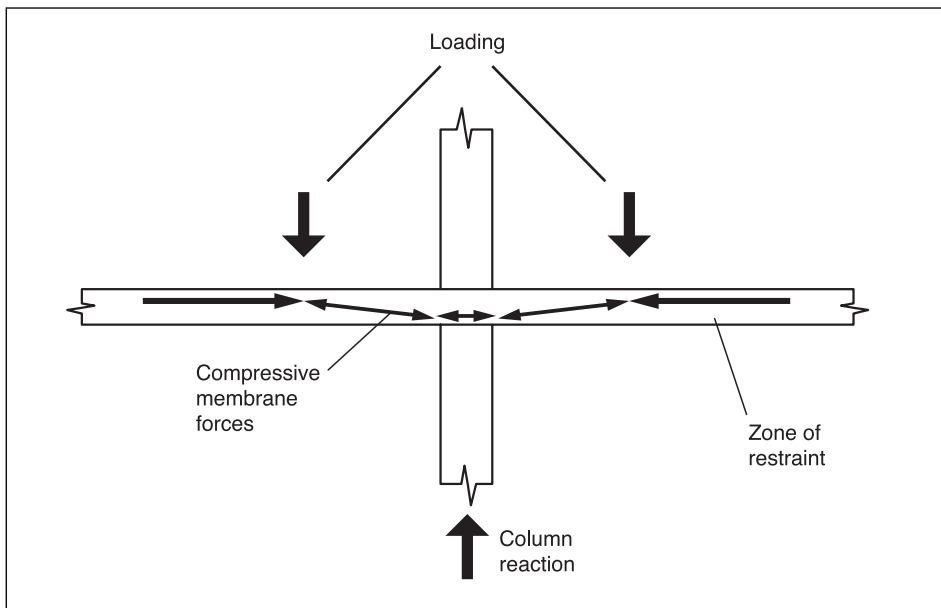 Loading
Compressive
membrane
forces
Zone of
restraint
Column
reaction